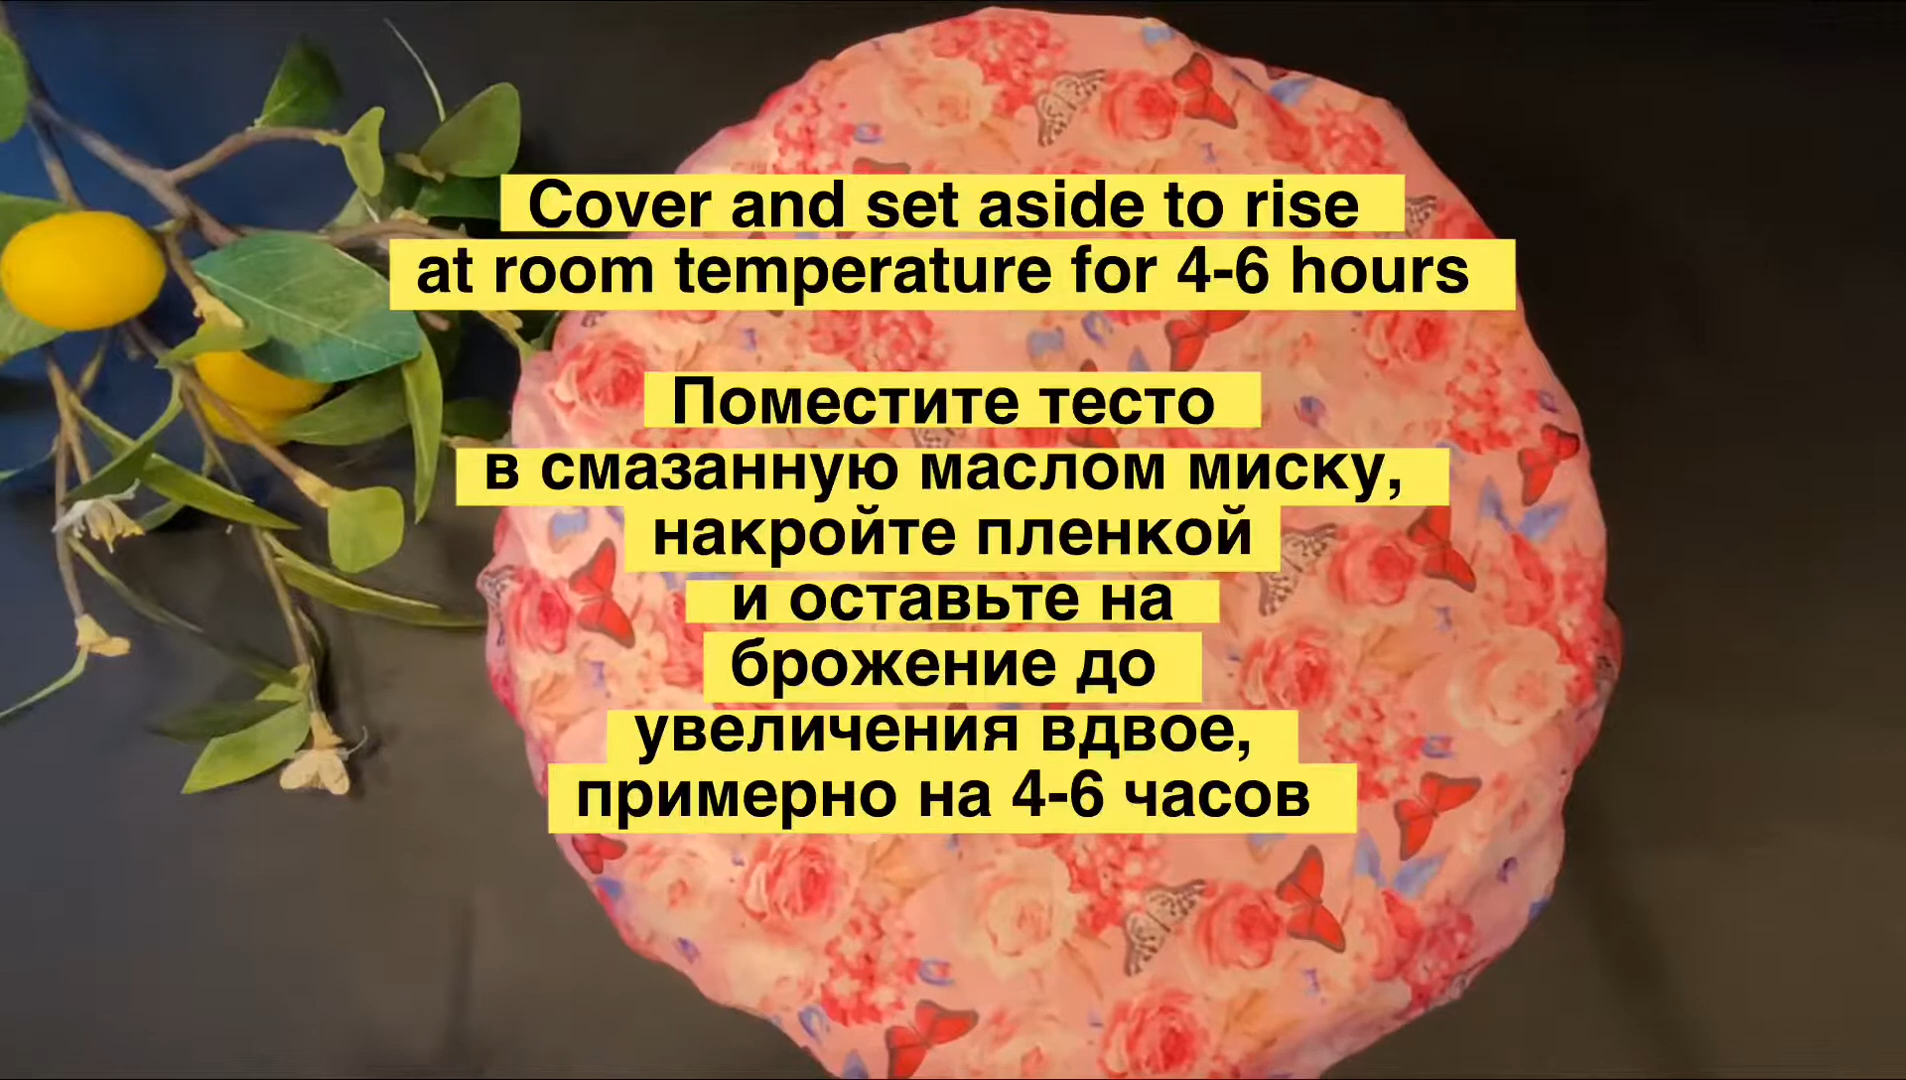 Cover and set aside to rise
at room temperature for 4-6 hours
Поместите тесто
в смазанную маслом миску,
накройте пленкой
и оставьте на
брожение до
увеличения вдвое,
примерно на 4-6 часов